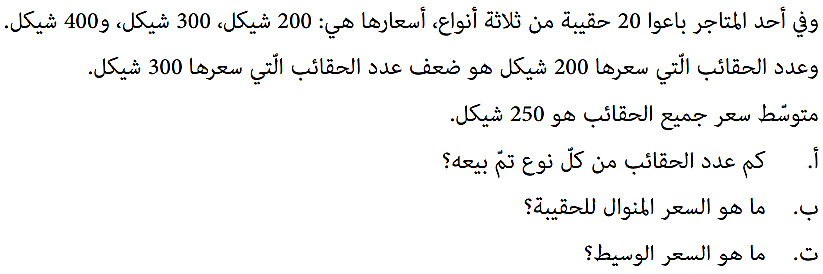 وفي أحد المتاجر باعوا 20 حقيبة من ثلاثة أنواع، أسعارها هي: 200 شيكل، 300 شيكل، و400 شيكل.
وعدد الحقائب الّتي سعرها 200 شيكل هو ضعف عدد الحقائب الّتي سعرها 300 شيكل.
متوسّط سعر جميع الحقائب هو 250 شيكل.
أ. كم عدد الحقائب من كلّ نوع تمّ بيعه؟
ب. ما هو السعر المنوال للحقيبة؟
ت. ما هو السعر الوسيط؟